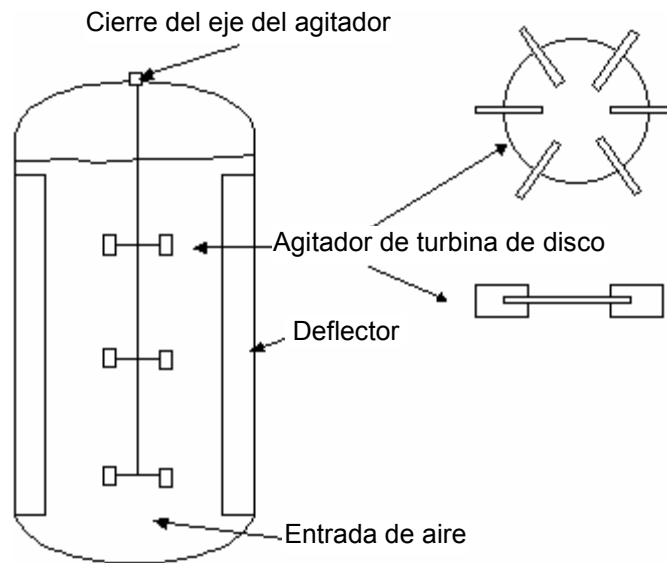 Cierre del eje del agitador
Agitador de turbina de disco
Deflector
Entrada de aire